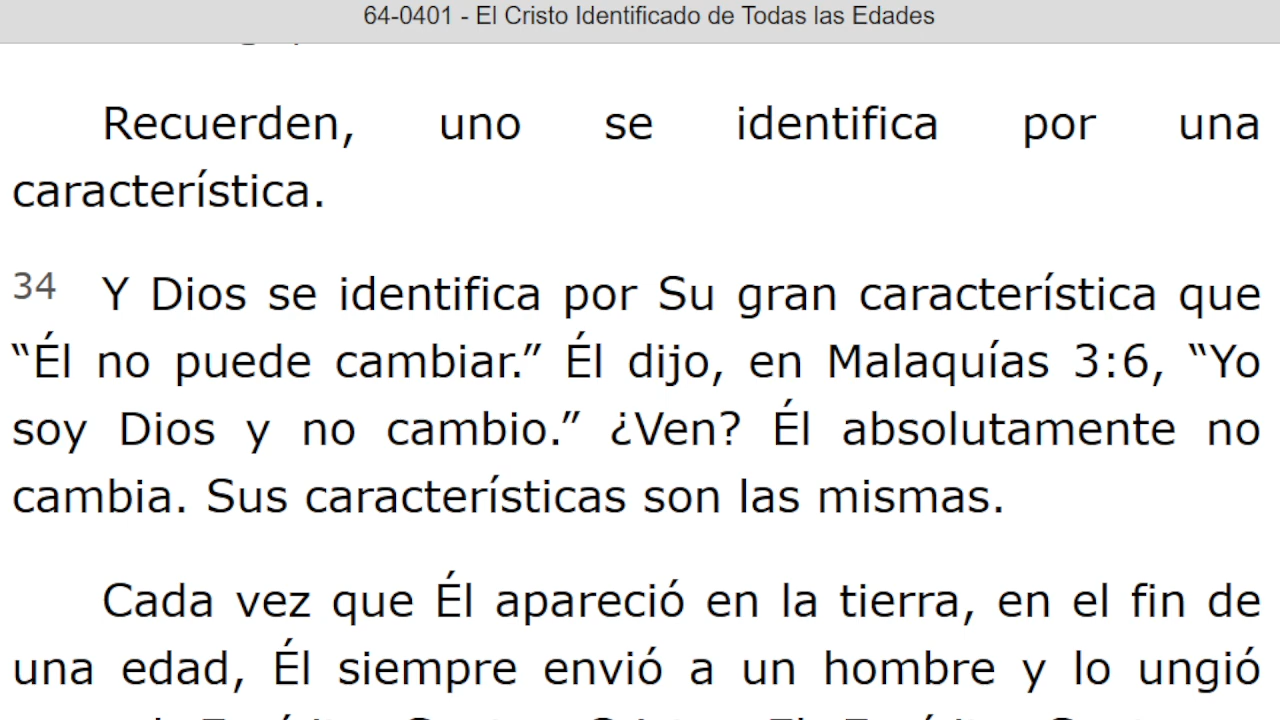 64-0401 - El Cristo Identificado de Todas las Edades
Recuerden, uno se identifica por una
característica.
34 Y Dios se identifica por Su gran característica que
“Él no puede cambiar.” Él dijo, en Malaquías 3:6, “Yo
soy Dios y no cambio.” ¿Ven? Él absolutamente no
cambia. Sus características son las mismas.
Cada vez que Él apareció en la tierra, en el fin de
una edad, Él siempre envió a un hombre y lo ungió